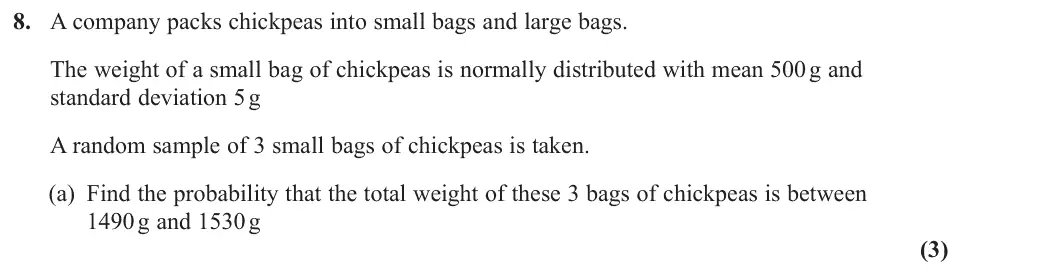 8. A company packs chickpeas into small bags and large bags.
The weight of a small bag of chickpeas is normally distributed with mean 500 g and
standard deviation 5 g
A random sample of 3 small bags of chickpeas is taken.
(a) Find the probability that the total weight of these 3 bags of chickpeas is between
1490 g and 1530 g
(3)